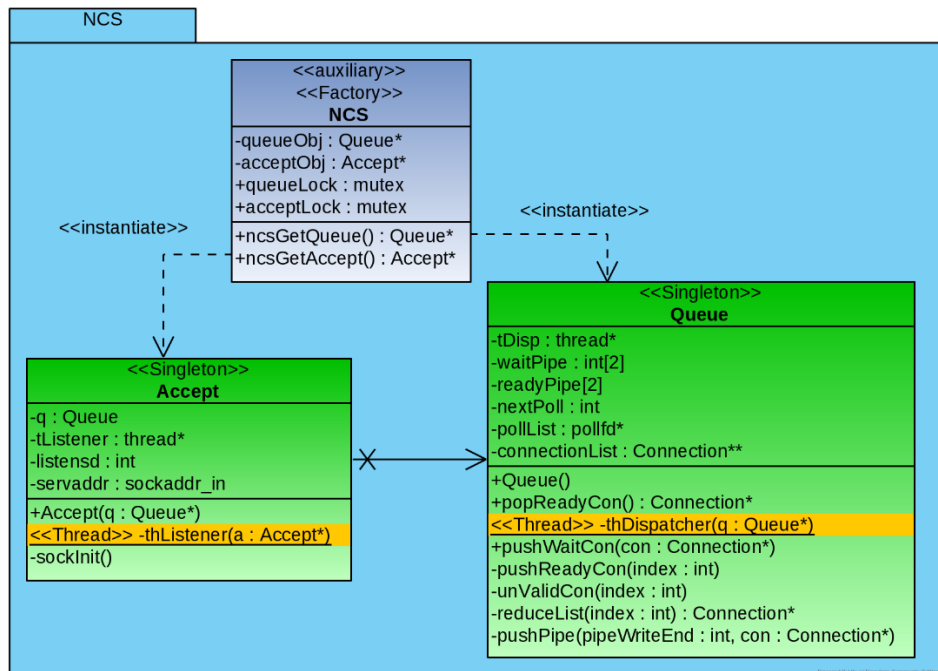 NCS
<<auxiliary>>
<<Factory>>
NCS
-queueObj : Queue*
-acceptObj : Accept*
+queueLock : mutex
+acceptLock : mutex
+ncsGetQueue() : Queue*
+ncsGetAccept() : Accept*
<<instantiate>>
<<instantiate>>
<<Singleton>>
Accept
-q : Queue
-tListener : thread*
-listensd : int
-servaddr : sockaddr_in
+Accept(q : Queue*)
<<Thread>> -thListener(a : Accept*)
-sockInit()
<<Singleton>>
Queue
-tDisp : thread*
-waitPipe : int[2]
-readyPipe[2]
-nextPoll : int
-pollList : pollfd*
-connectionList : Connection**
+Queue()
+popReadyCon() : Connection*
<<Thread>> -thDispatcher(q : Queue*)
+pushWaitCon(con : Connection*)
-pushReadyCon(index : int)
-unValidCon(index : int)
-reduceList(index : int) : Connection*
-pushPipe(pipeWriteEnd : int, con : Connection*)